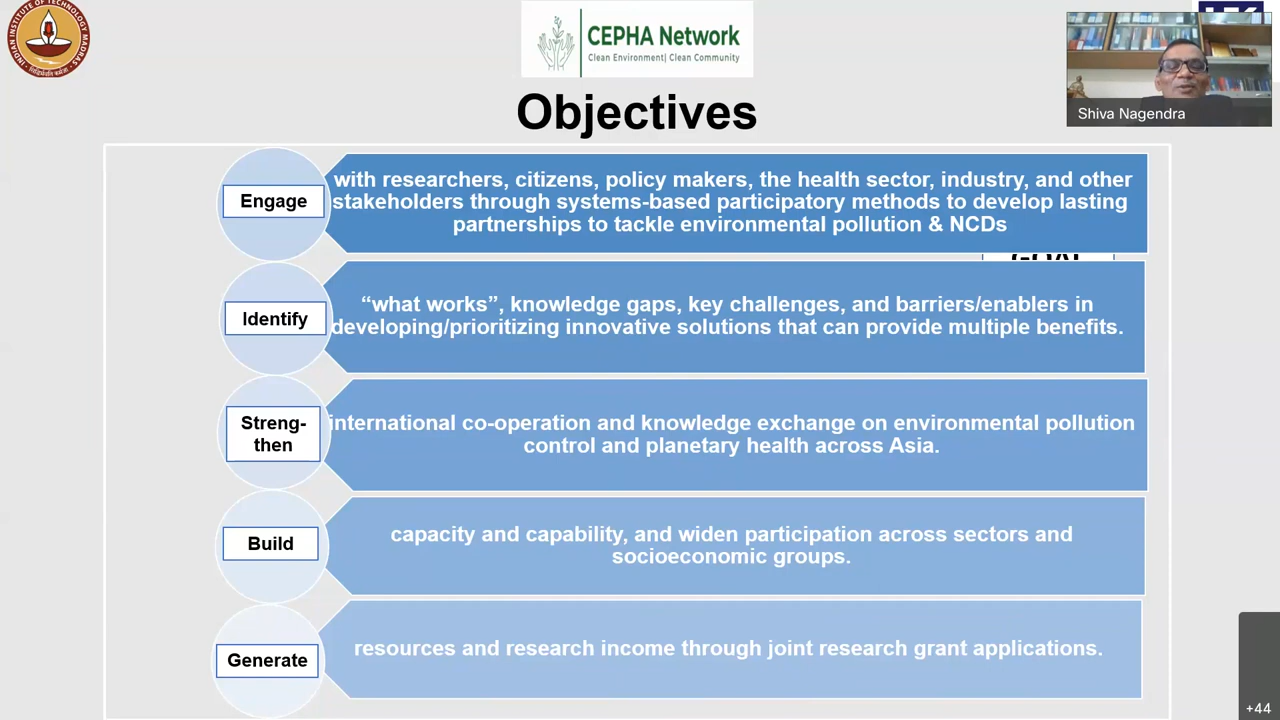 INDIAN INSTITUTE OF TECHNOLOGY MADRAS
CEPHA Network
Clean Environment| Clean Community
Objectives
Shiva Nagendra
Engage
with researchers, citizens, policy makers, the health sector, industry, and other
stakeholders through systems-based participatory methods to develop lasting
partnerships to tackle environmental pollution & NCDs
Identify
“what works”, knowledge gaps, key challenges, and barriers/enablers in
developing/prioritizing innovative solutions that can provide multiple benefits.
Streng-
then
international co-operation and knowledge exchange on environmental pollution
control and planetary health across Asia.
Build
capacity and capability, and widen participation across sectors and
socioeconomic groups.
Generate
resources and research income through joint research grant applications.
+44